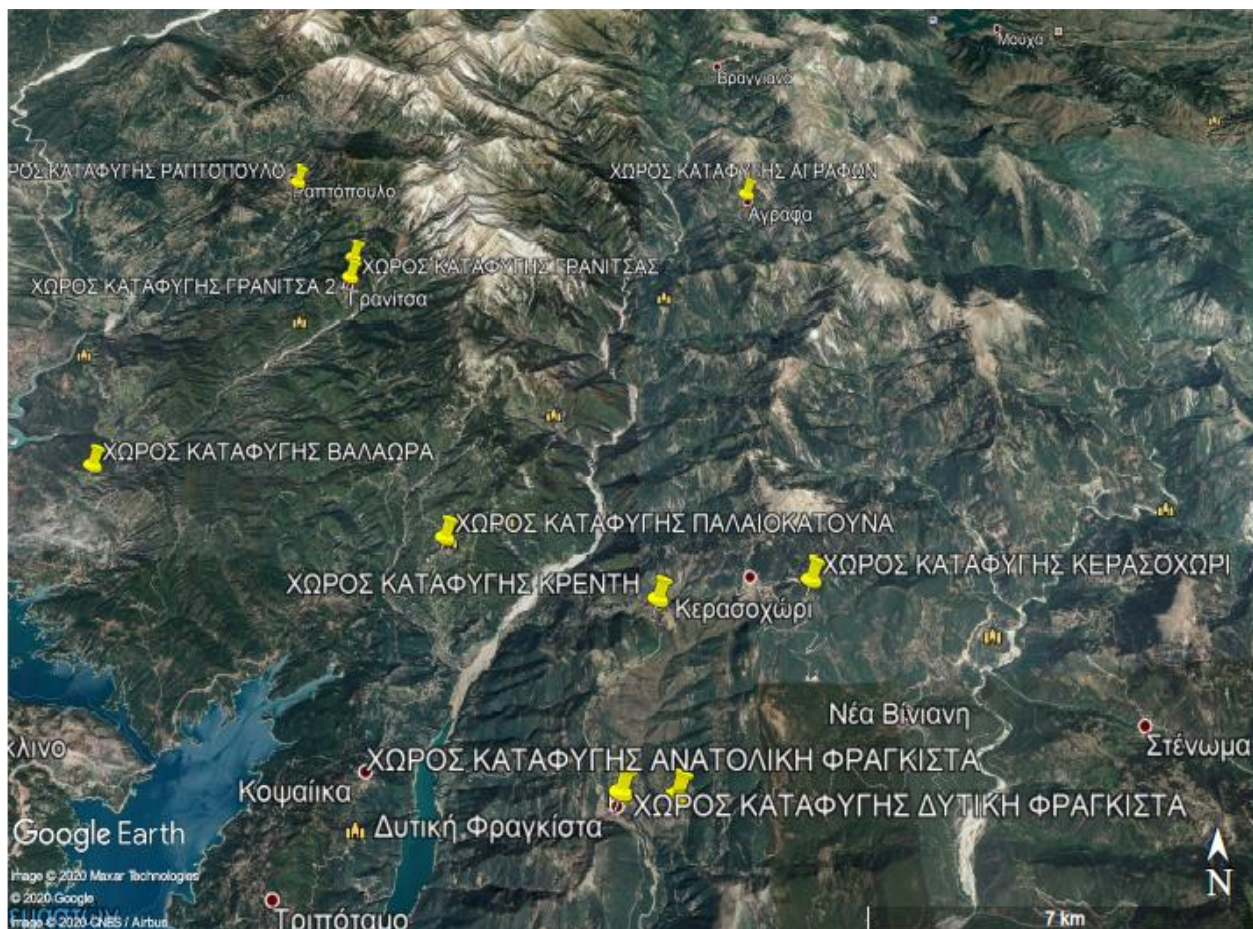 Μούχα
Βραγγιανά
ΧΩΡΟΣ ΚΑΤΑΦΥΓΗΣ ΑΓΡΑΦΩΝ
ΡΟΣ ΚΑΤΑΦΥΓΗΣ ΡΑΠΤΟΠΟΥΛΟ
Ραπτόπουλο
Άγραφα
ΧΩΡΟΣ ΚΑΤΑΦΥΓΗΣ ΓΡΑΝΙΤΣΑΣ
ΧΩΡΟΣ ΚΑΤΑΦΥΓΗΣ ΓΡΑΝΙΤΣΑ 2
Γρανίτσα
ΧΩΡΟΣ ΚΑΤΑΦΥΓΗΣ ΒΑΛΑΩΡΑ
ΧΩΡΟΣ ΚΑΤΑΦΥΓΗΣ ΠΑΛΑΙΟΚΑΤΟΥΝΑ
ΧΩΡΟΣ ΚΑΤΑΦΥΓΗΣ ΚΕΡΑΣΟΧΩΡΙ
ΧΩΡΟΣ ΚΑΤΑΦΥΓΗΣ ΚΡΕΝΤΗ
Κερασοχώρι
Νέα Βίνιανη
Στένωμα
χλινο
ΧΩΡΟΣ ΚΑΤΑΦΥΓΗΣ ΑΝΑΤΟΛΙΚΗ ΦΡΑΓΚΙΣΤΑ
Κοψαίικα
ΧΩΡΟΣ ΚΑΤΑΦΥΓΗΣ ΔΥΤΙΚΗ ΦΡΑΓΚΙΣΤΑ
Δυτική Φραγκίστα
Google Earth
Image © 2020 Maxar Technologies
© 2020 Google
Image © 2020 CNES / Airbus
Τριπόταμο
N
7 km